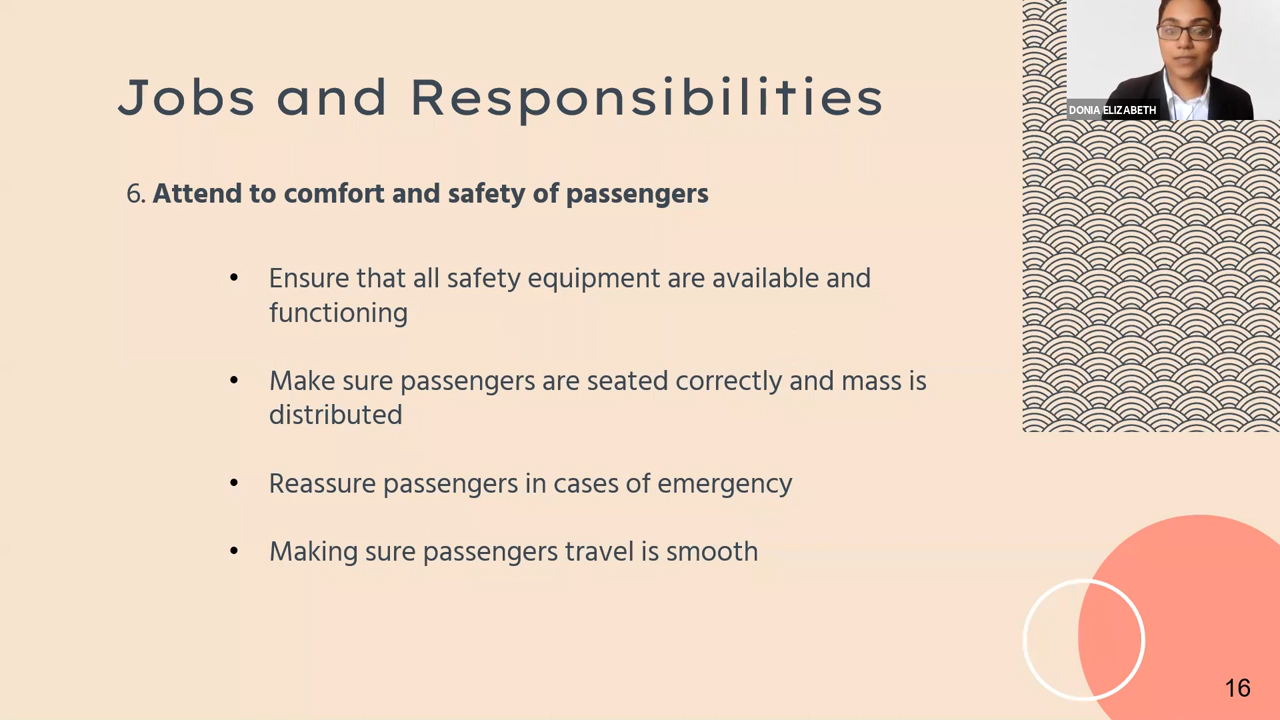 Jobs and Responsibilities
DONIA ELIZABETH
6. Attend to comfort and safety of passengers
• Ensure that all safety equipment are available and
functioning
• Make sure passengers are seated correctly and mass is
distributed
• Reassure passengers in cases of emergency
• Making sure passengers travel is smooth
16